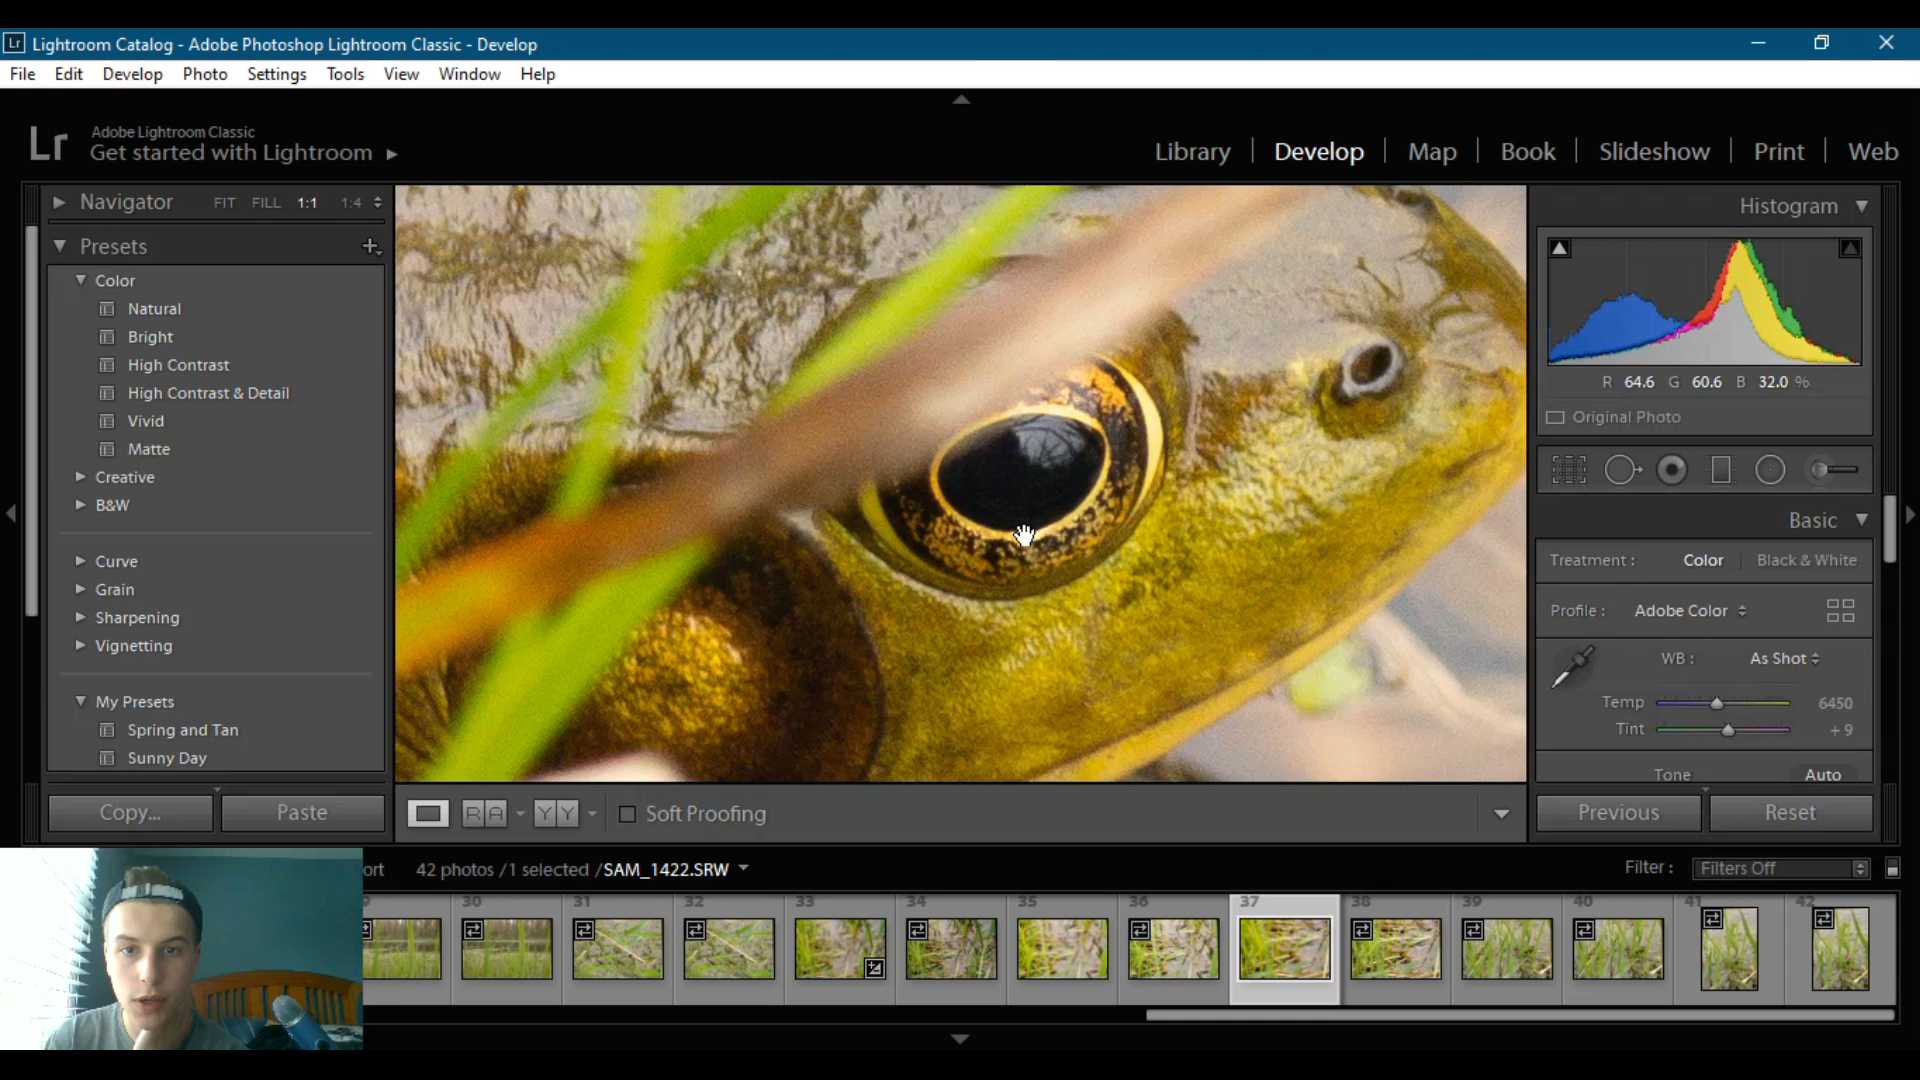 Lr Lightroom Catalog - Adobe Photoshop Lightroom Classic - Develop
File Edit Develop Photo Settings Tools View Window Help
Lr Adobe Lightroom Classic
Get started with Lightroom
Library Develop Map Book Slideshow Print Web
Navigator FIT FILL 1:1 1:4
Presets
Color
Natural
Bright
High Contrast
High Contrast & Detail
Vivid
Matte
Creative
B&W
Curve
Grain
Sharpening
Vignetting
My Presets
Spring and Tan
Sunny Day
Copy... Paste
R A Y Y Soft Proofing
Histogram
R 64.6 G 60.6 B 32.0 %
Original Photo
Basic
Treatment : Color Black & White
Profile : Adobe Color
WB : As Shot
Temp 6450
Tint + 9
Tone Auto
Previous Reset
ort 42 photos /1 selected /SAM_1422.SRW
Filter : Filters Off
9 30 31 32 33 34 35 36 37 38 39 40 41 42